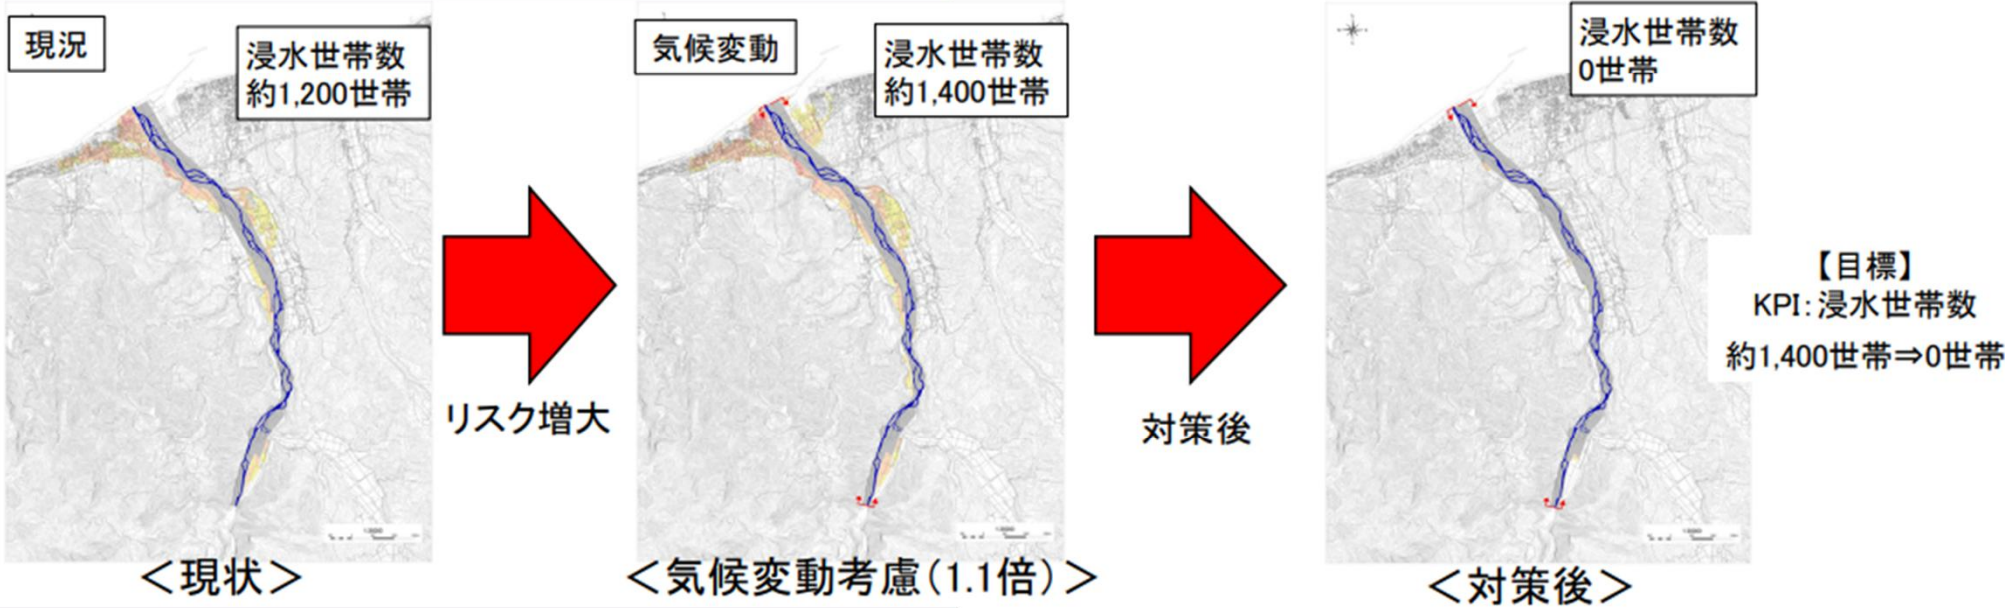 現況
浸水世帯数
約1,200世帯
気候変動
浸水世帯数
約1,400世帯
浸水世帯数
0世帯
リスク増大
対策後
【目標】
KPI：浸水世帯数
約1,400世帯⇒0世帯
＜現状＞
＜気候変動考慮（1.1倍）＞
＜対策後＞